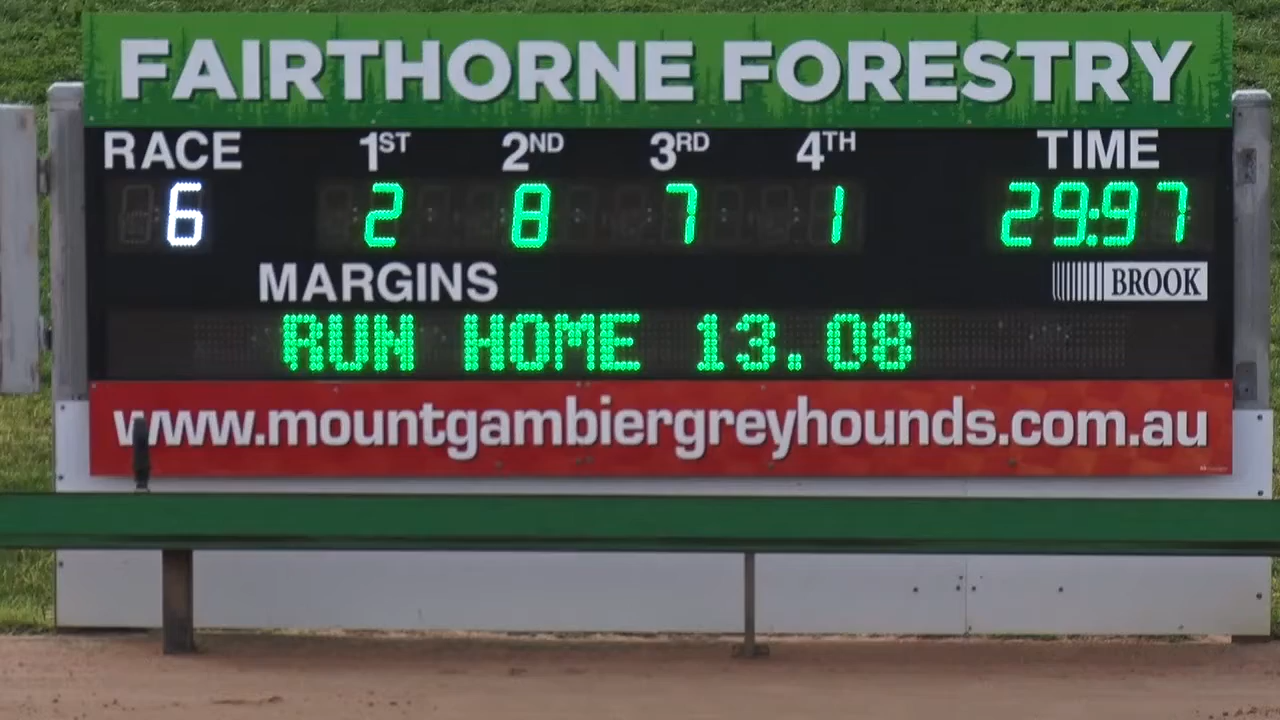 FAIRTHORNE FORESTRY
RACE 1ST 2ND 3RD 4TH TIME
6 2 8 7 1 29:97
MARGINS BROOK
RUN HOME 13.08
www.mountgambiergreyhounds.com.au